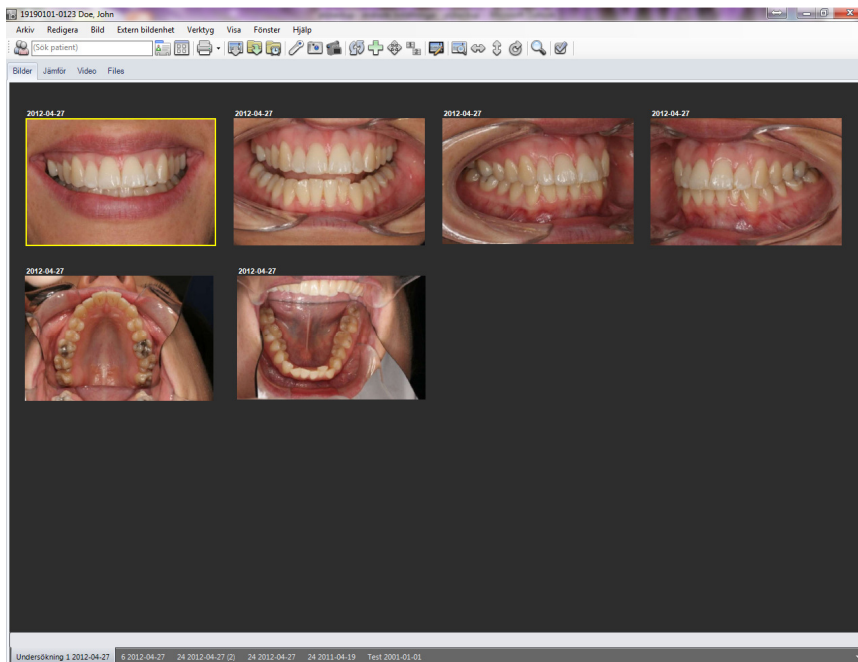 19190101-0123 Doe, John
Arkiv Redigera Bild Extern bildenhet Verktyg Visa Fönster Hjälp
(Sök patient)
Bilder Jämför Video Files
2012-04-27 2012-04-27 2012-04-27 2012-04-27
2012-04-27 2012-04-27
Undersökning 1 2012-04-27 6 2012-04-27 24 2012-04-27 (2) 24 2012-04-27 24 2011-04-19 Test 2001-01-01